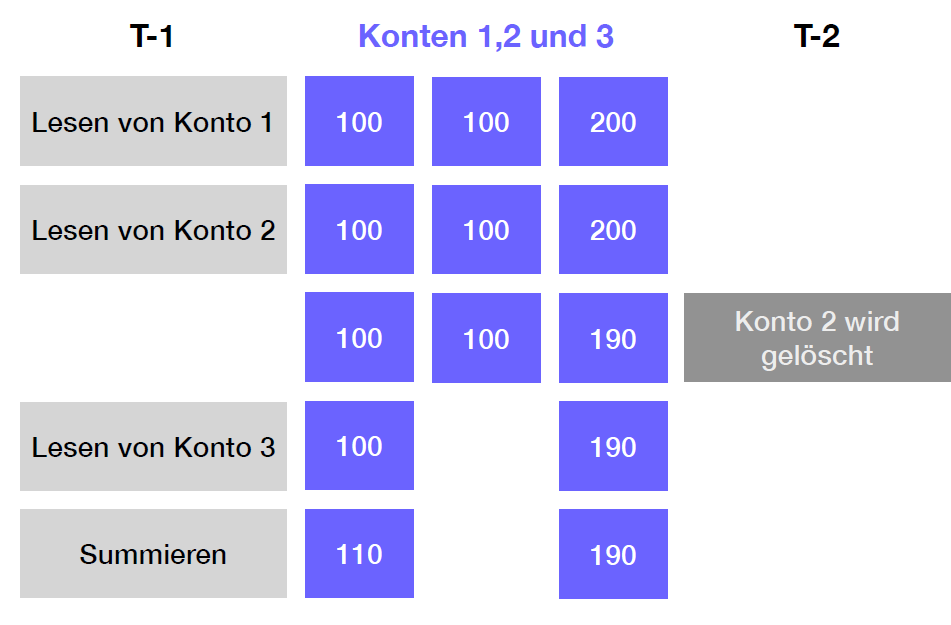 T-1 Konten 1,2 und 3 T-2
Lesen von Konto 1 100 100 200
Lesen von Konto 2 100 100 200
100 100 190 Konto 2 wird
gelöscht
Lesen von Konto 3 100 190
Summieren 110 190